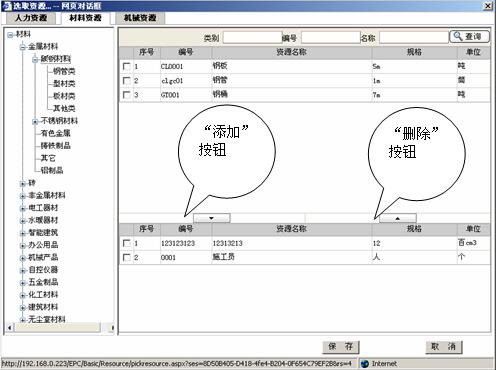 选取资源... -- 网页对话框
人力资源 材料资源 机械资源
材料
金属材料
碳钢材料
钢管类
型材类
板材类
其他类
不锈钢材料
有色金属
铸铁制品
其它
铝制品
砖
非金属材料
电工器材
水暖器材
智能建筑
办公用品
机械产品
自控仪器
五金制品
化工材料
建筑材料
无尘室材料
类别 编号 名称 查询
序号 编号 资源名称 规格 单位
1 CL0001 钢板 5m 吨
2 clgc01 钢管 1m 筒
3 GT001 钢桶 7m 吨
“添加”
按钮
“删除”
按钮
序号 编号 资源名称 规格 单位
1 123123123 12313213 12 百cm3
2 0001 施工员 人 个
保 存 取 消
http://192.168.0.223/EPC/Basic/Resource/pickresource.aspx?ses=8D50B405-D418-4fe4-B204-0F654C79EF2B&rs=4 Internet